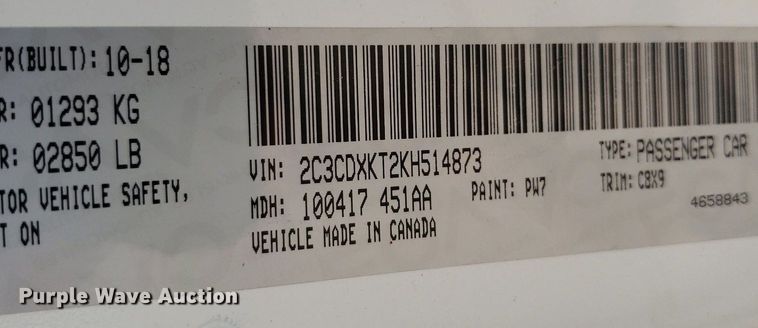 FR(BUILT): 10-18
R: 01293 KG
R: 02850 LB
TOR VEHICLE SAFETY,
T ON
VIN: 2C3CDXKT2KH514873
TYPE: PASSENGER CAR
MDH: 100417 451AA
PAINT: PW7
TRIM: C8X9
VEHICLE MADE IN CANADA
4658843
Purple Wave Auction